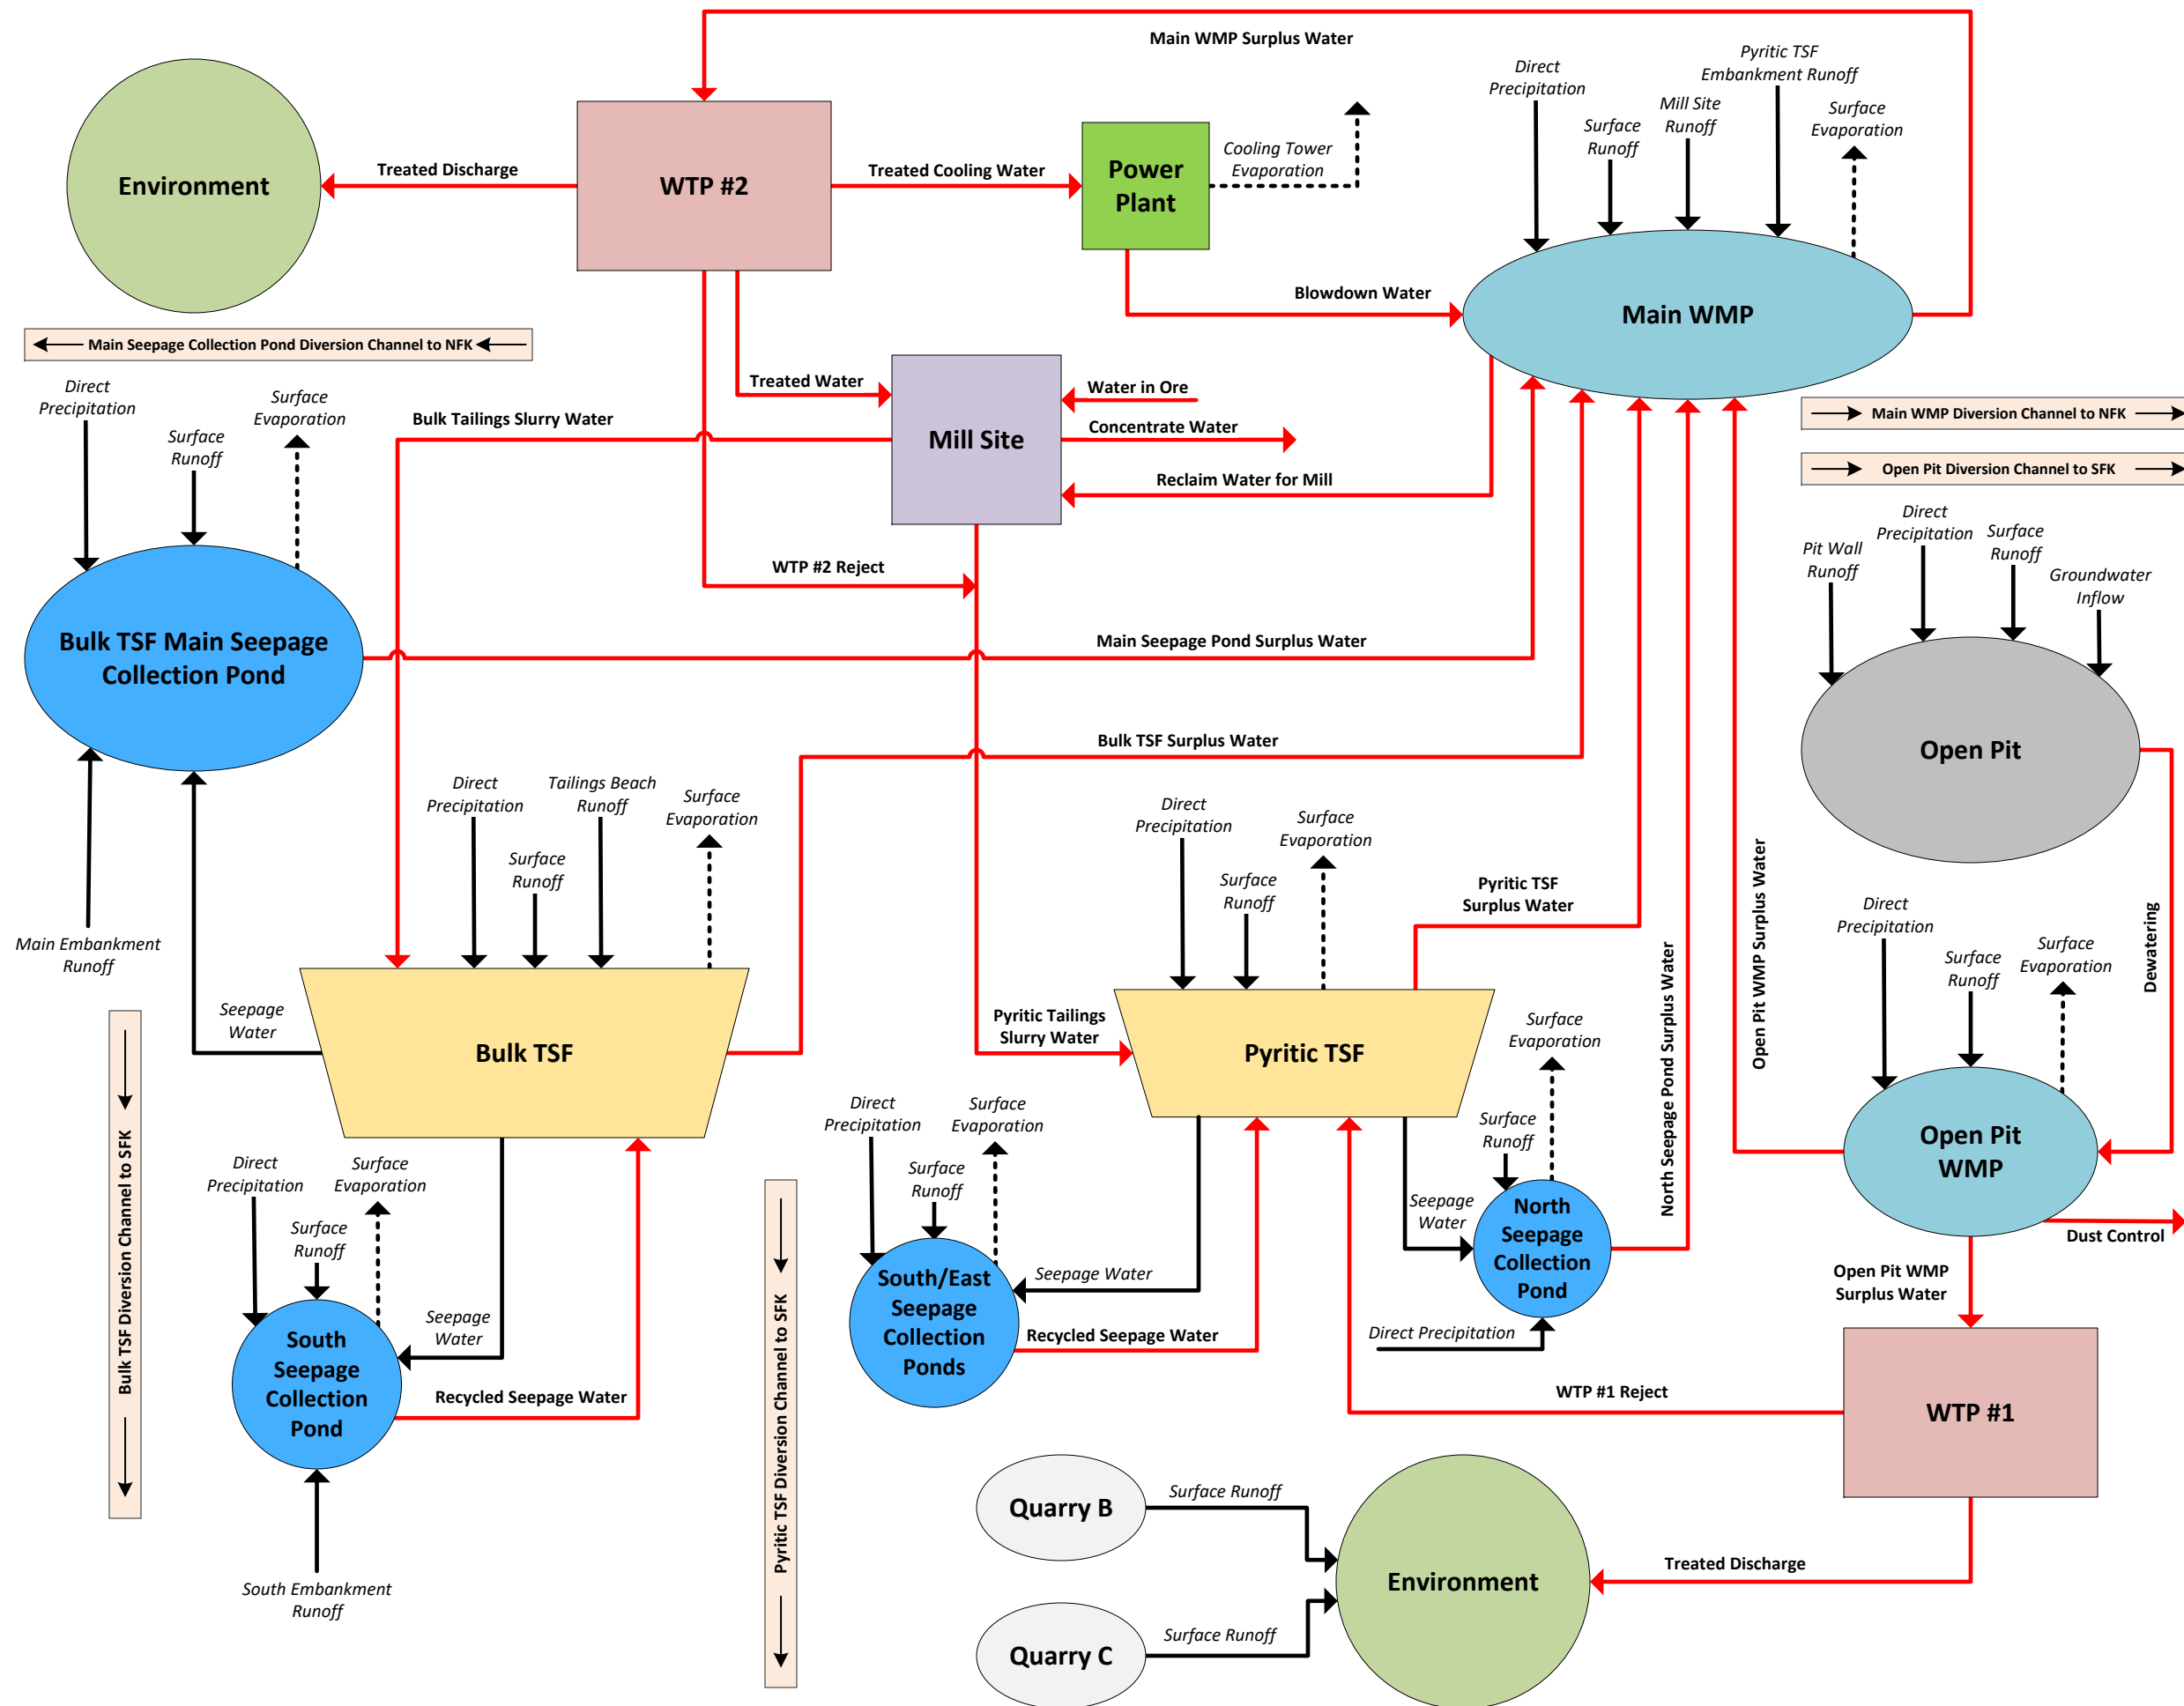 Main WMP Surplus Water
Pyritic TSF
Embankment Runoff
Direct
Precipitation
Mill Site
Runoff
Surface
Runoff
Surface
Evaporation
Environment
Treated Discharge
WTP #2
Treated Cooling Water
Power
Plant
Cooling Tower
Evaporation
Blowdown Water
Main WMP
Main Seepage Collection Pond Diversion Channel to NFK
Treated Water
Water in Ore
Bulk Tailings Slurry Water
Mill Site
Concentrate Water
Reclaim Water for Mill
Main WMP Diversion Channel to NFK
Open Pit Diversion Channel to SFK
Direct
Precipitation
Surface
Runoff
Surface
Evaporation
WTP #2 Reject
Pit Wall
Runoff
Direct
Precipitation
Surface
Runoff
Groundwater
Inflow
Bulk TSF Main Seepage
Collection Pond
Main Seepage Pond Surplus Water
Open Pit
Bulk TSF Surplus Water
Main Embankment
Runoff
Direct
Precipitation
Surface
Runoff
Tailings Beach
Runoff
Surface
Evaporation
Direct
Precipitation
Surface
Runoff
Surface
Evaporation
Pyritic TSF
Surplus Water
North Seepage Pond Surplus Water
Open Pit WMP Surplus Water
Direct
Precipitation
Surface
Runoff
Surface
Evaporation
Dewatering
Seepage
Water
Bulk TSF
Pyritic Tailings
Slurry Water
Pyritic TSF
Surface
Evaporation
Surface
Runoff
Open Pit
WMP
Dust Control
Bulk TSF Diversion Channel to SFK
Direct
Precipitation
Surface
Runoff
Surface
Evaporation
Seepage
Water
South
Seepage
Collection
Pond
Recycled Seepage Water
South Embankment
Runoff
Pyritic TSF Diversion Channel to SFK
Direct
Precipitation
Surface
Runoff
Surface
Evaporation
Seepage Water
South/East
Seepage
Collection
Ponds
Recycled Seepage Water
Seepage
Water
North
Seepage
Collection
Pond
Direct Precipitation
Open Pit WMP
Surplus Water
WTP #1 Reject
WTP #1
Quarry B
Surface Runoff
Environment
Treated Discharge
Quarry C
Surface Runoff